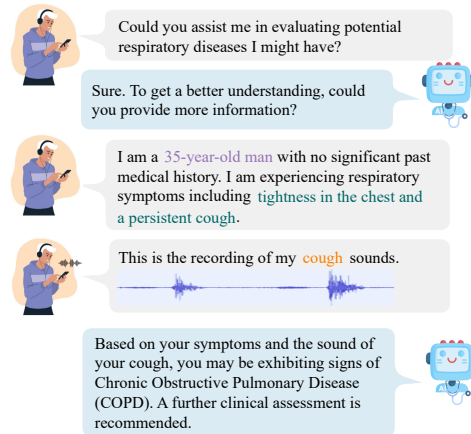 Could you assist me in evaluating potential
respiratory diseases I might have?
Sure. To get a better understanding, could
you provide more information?
I am a 35-year-old man with no significant past
medical history. I am experiencing respiratory
symptoms including tightness in the chest and
a persistent cough.
This is the recording of my cough sounds.
Based on your symptoms and the sound of
your cough, you may be exhibiting signs of
Chronic Obstructive Pulmonary Disease
(COPD). A further clinical assessment is
recommended.